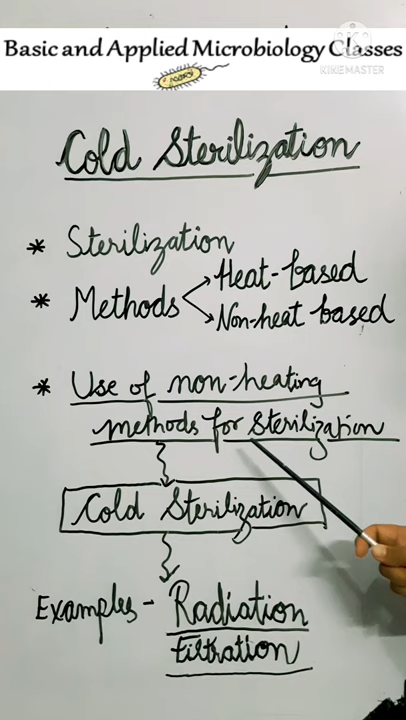 Basic and Applied Microbiology Classes
KINEMASTER
Cold Sterilization
* Sterilization
* Methods
Heat-based
Non-heat based
* Use of non-heating
methods for Sterilization
Cold Sterilization
Examples- Radiation
Filtration